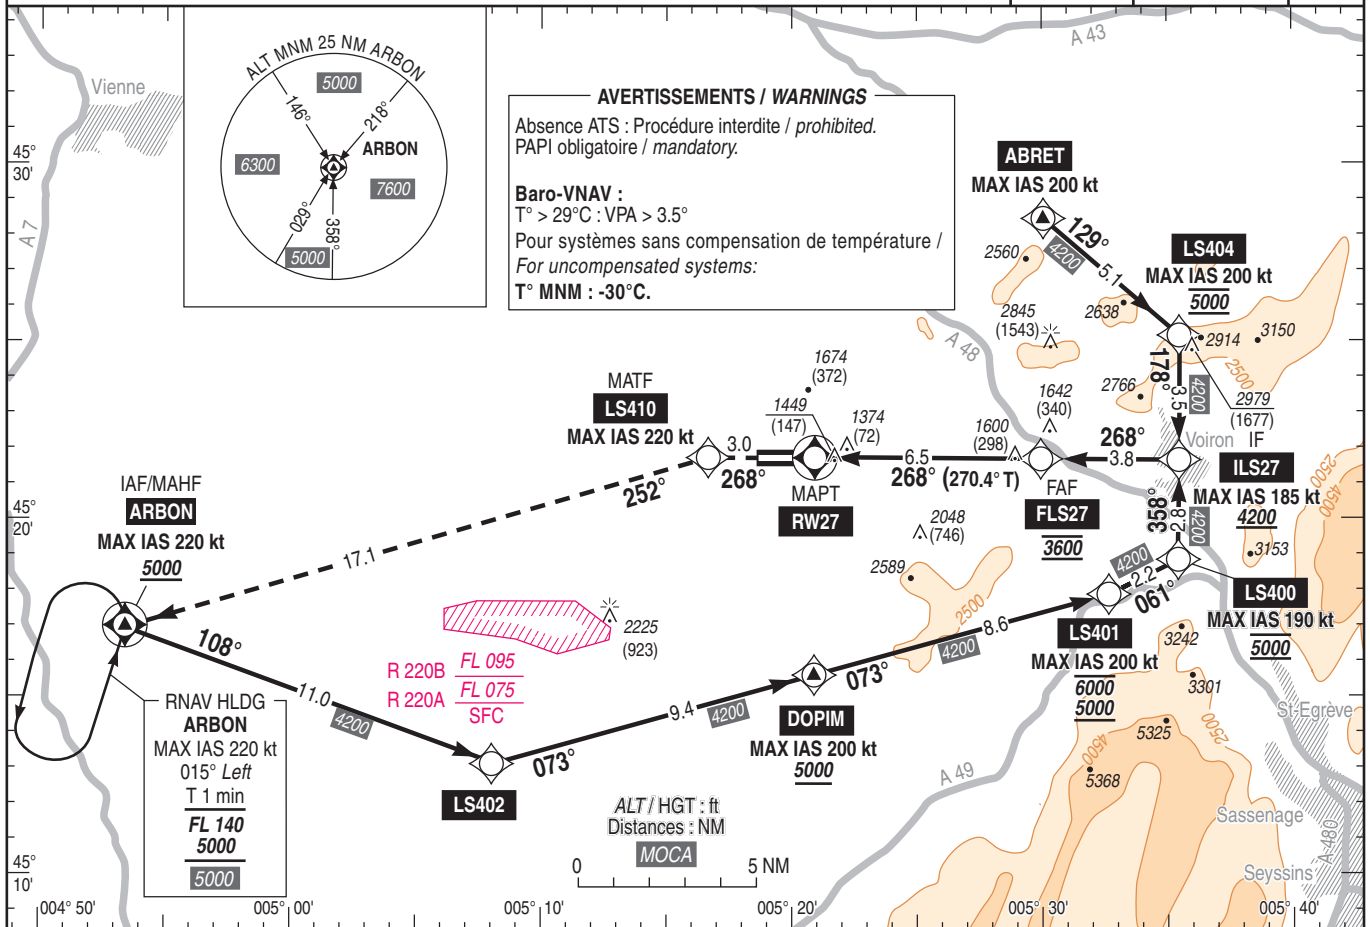 A 43
Vienne
ALT MNM 25 NM ARBON
5000
146°
218°
ARBON
6300
7600
029°
358°
5000
AVERTISSEMENTS / WARNINGS
Absence ATS : Procédure interdite / prohibited.
PAPI obligatoire / mandatory.
Baro-VNAV :
T° > 29°C : VPA > 3.5°
Pour systèmes sans compensation de température /
For uncompensated systems:
T° MNM : -30°C.
45°
30'
A 7
ABRET
MAX IAS 200 kt
129°
4200
5.1
2560
LS404
MAX IAS 200 kt
5000
2638
2845
(1543)
2914
3150
2500
A 48
178°
3.5
4200
2766
2979
(1677)
1674
(372)
MATF
LS410
MAX IAS 220 kt
1449
(147)
1374
(72)
1642
(340)
1600
(298)
3.0
268°
6.5
268° (270.4° T)
268°
3.8
Voiron
IF
ILS27
MAX IAS 185 kt
4200
MAPT
RW27
FAF
FLS27
3600
2500
4500
252°
17.1
IAF/MAHF
ARBON
MAX IAS 220 kt
5000
45°
20'
358°
2.8
4200
2048
(746)
2589
2500
3153
4200
2.2
061°
LS400
MAX IAS 190 kt
5000
LS401
MAX IAS 200 kt
6000
5000
8.6
4200
073°
2225
(923)
R 220B FL 095
R 220A FL 075
SFC
108°
11.0
4200
9.4
4200
DOPIM
MAX IAS 200 kt
5000
073°
LS402
3242
3301
5325
2500
4500
5368
St-Egrève
A 49
Sassenage
A-480
Seyssins
RNAV HLDG
ARBON
MAX IAS 220 kt
015° Left
T 1 min
FL 140
5000
5000
ALT / HGT : ft
Distances : NM
MOCA
0 5 NM
45°
10'
004° 50'
005° 00'
005° 10'
005° 20'
005° 30'
005° 40'